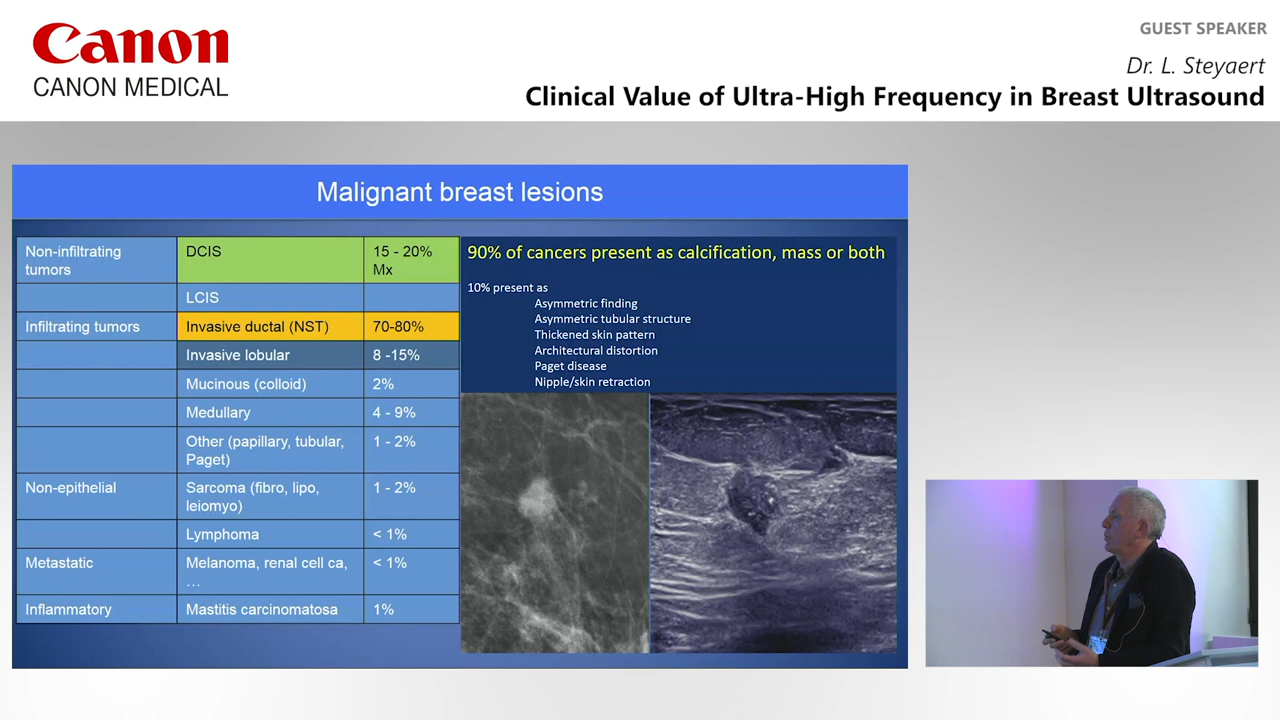 Canon
CANON MEDICAL
GUEST SPEAKER
Dr. L. Steyaert
Clinical Value of Ultra-High Frequency in Breast Ultrasound
Malignant breast lesions
Non-infiltrating
tumors
DCIS
15 - 20%
Mx
LCIS
Infiltrating tumors
Invasive ductal (NST)
70-80%
Invasive lobular
8 -15%
Mucinous (colloid)
2%
Medullary
4 - 9%
Other (papillary, tubular,
Paget)
1 - 2%
Non-epithelial
Sarcoma (fibro, lipo,
leiomyo)
1 - 2%
Lymphoma
< 1%
Metastatic
Melanoma, renal cell ca,
…
< 1%
Inflammatory
Mastitis carcinomatosa
1%
90% of cancers present as calcification, mass or both
10% present as
Asymmetric finding
Asymmetric tubular structure
Thickened skin pattern
Architectural distortion
Paget disease
Nipple/skin retraction